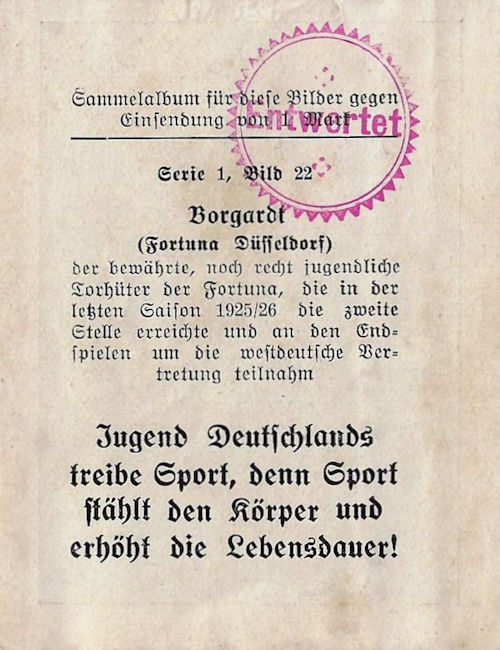 Sammelalbum für diese Bilder gegen
Einsendung von 1 Mark
Entwertet
Serie 1, Bild 22
Borgardt
(Fortuna Düsseldorf)
der bewährte, noch recht jugendliche
Torhüter der Fortuna, die in der
letzten Saison 1925/26 die zweite
Stelle erreichte und an den End-
spielen um die westdeutsche Ver-
tretung teilnahm
Jugend Deutschlands
treibe Sport, denn Sport
stählt den Körper und
erhöht die Lebensdauer!